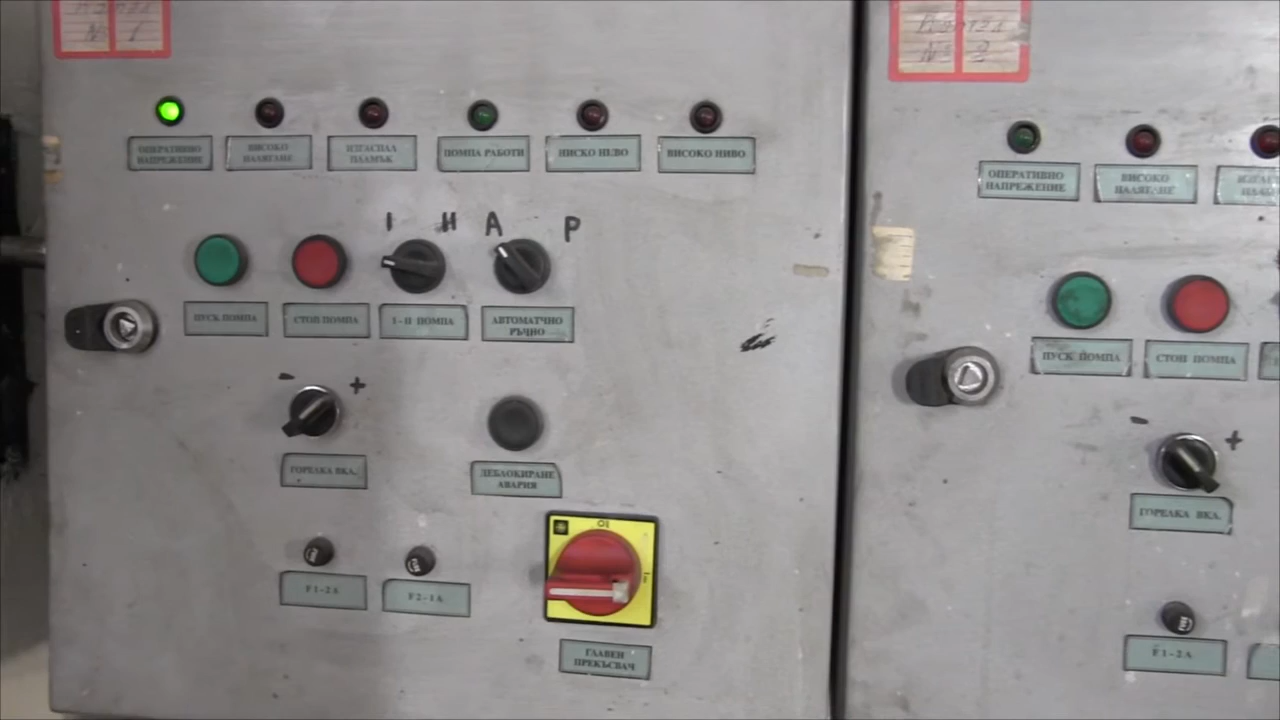 № 1
№ 2
ОПЕРАТИВНО
НАПРЕЖЕНИЕ
ВИСОКО
НАЛЯГАНЕ
ИЗГАСНАЛ
ПЛАМЪК
ПОМПА РАБОТИ
НИСКО НИВО
ВИСОКО НИВО
ОПЕРАТИВНО
НАПРЕЖЕНИЕ
ВИСОКО
НАЛЯГАНЕ
I II А Р
ПУСК ПОМПА
СТОП ПОМПА
I-II ПОМПА
АВТОМАТЧНО
РЪЧНО
ПУСК ПОМПА
СТОП ПОМПА
- +
ГОРЕЛКА ВКЛ.
ДЕБЛОКИРАНЕ
АВАРИЯ
- +
ГОРЕЛКА ВКЛ.
F1-2A
F2-1A
ГЛАВЕН
ПРЕКЪСВАЧ
F1-2A